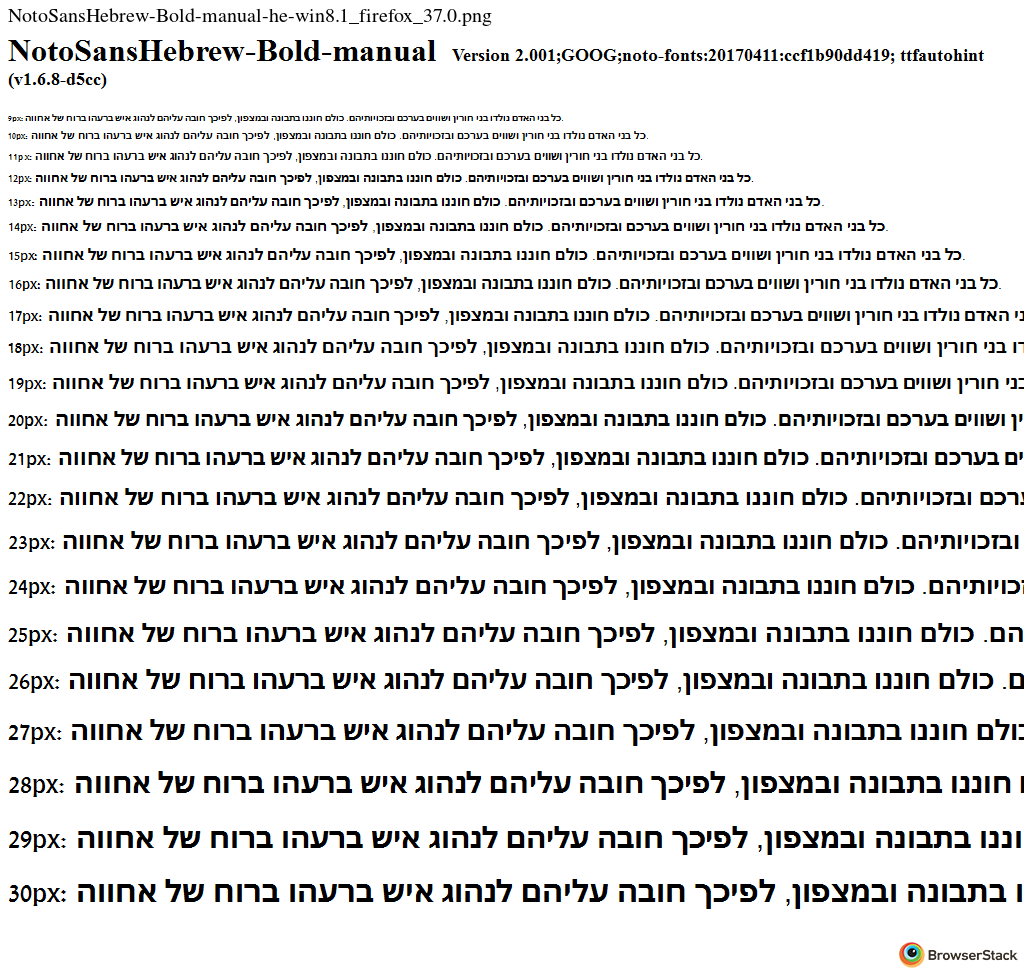 NotoSansHebrew-Bold-manual-he-win8.1_firefox_37.0.png
NotoSansHebrew-Bold-manual Version 2.001;GOOG;noto-fonts:20170411:ccf1b90dd419; ttfautohint
(v1.6.8-d5cc)
9px: כל בני האדם נולדו בני חורין ושווים בערכם ובזכויותיהם. כולם חוננו בתבונה ובמצפון, לפיכך חובה עליהם לנהוג איש ברעהו ברוח של אחווה.
10px: כל בני האדם נולדו בני חורין ושווים בערכם ובזכויותיהם. כולם חוננו בתבונה ובמצפון, לפיכך חובה עליהם לנהוג איש ברעהו ברוח של אחווה.
11px: כל בני האדם נולדו בני חורין ושווים בערכם ובזכויותיהם. כולם חוננו בתבונה ובמצפון, לפיכך חובה עליהם לנהוג איש ברעהו ברוח של אחווה.
12px: כל בני האדם נולדו בני חורין ושווים בערכם ובזכויותיהם. כולם חוננו בתבונה ובמצפון, לפיכך חובה עליהם לנהוג איש ברעהו ברוח של אחווה.
13px: כל בני האדם נולדו בני חורין ושווים בערכם ובזכויותיהם. כולם חוננו בתבונה ובמצפון, לפיכך חובה עליהם לנהוג איש ברעהו ברוח של אחווה.
14px: כל בני האדם נולדו בני חורין ושווים בערכם ובזכויותיהם. כולם חוננו בתבונה ובמצפון, לפיכך חובה עליהם לנהוג איש ברעהו ברוח של אחווה.
15px: כל בני האדם נולדו בני חורין ושווים בערכם ובזכויותיהם. כולם חוננו בתבונה ובמצפון, לפיכך חובה עליהם לנהוג איש ברעהו ברוח של אחווה.
16px: כל בני האדם נולדו בני חורין ושווים בערכם ובזכויותיהם. כולם חוננו בתבונה ובמצפון, לפיכך חובה עליהם לנהוג איש ברעהו ברוח של אחווה.
17px: האדם נולדו בני חורין ושווים בערכם ובזכויותיהם. כולם חוננו בתבונה ובמצפון, לפיכך חובה עליהם לנהוג איש ברעהו ברוח של אחווה
18px: בני חורין ושווים בערכם ובזכויותיהם. כולם חוננו בתבונה ובמצפון, לפיכך חובה עליהם לנהוג איש ברעהו ברוח של אחווה
19px: חורין ושווים בערכם ובזכויותיהם. כולם חוננו בתבונה ובמצפון, לפיכך חובה עליהם לנהוג איש ברעהו ברוח של אחווה
20px: ושווים בערכם ובזכויותיהם. כולם חוננו בתבונה ובמצפון, לפיכך חובה עליהם לנהוג איש ברעהו ברוח של אחווה
21px: בערכם ובזכויותיהם. כולם חוננו בתבונה ובמצפון, לפיכך חובה עליהם לנהוג איש ברעהו ברוח של אחווה
22px: ובזכויותיהם. כולם חוננו בתבונה ובמצפון, לפיכך חובה עליהם לנהוג איש ברעהו ברוח של אחווה
23px: ובזכויותיהם. כולם חוננו בתבונה ובמצפון, לפיכך חובה עליהם לנהוג איש ברעהו ברוח של אחווה
24px: כולם חוננו בתבונה ובמצפון, לפיכך חובה עליהם לנהוג איש ברעהו ברוח של אחווה
25px: כולם חוננו בתבונה ובמצפון, לפיכך חובה עליהם לנהוג איש ברעהו ברוח של אחווה
26px: כולם חוננו בתבונה ובמצפון, לפיכך חובה עליהם לנהוג איש ברעהו ברוח של אחווה
27px: חוננו בתבונה ובמצפון, לפיכך חובה עליהם לנהוג איש ברעהו ברוח של אחווה
28px: חוננו בתבונה ובמצפון, לפיכך חובה עליהם לנהוג איש ברעהו ברוח של אחווה
29px: בתבונה ובמצפון, לפיכך חובה עליהם לנהוג איש ברעהו ברוח של אחווה
30px: בתבונה ובמצפון, לפיכך חובה עליהם לנהוג איש ברעהו ברוח של אחווה
BrowserStack